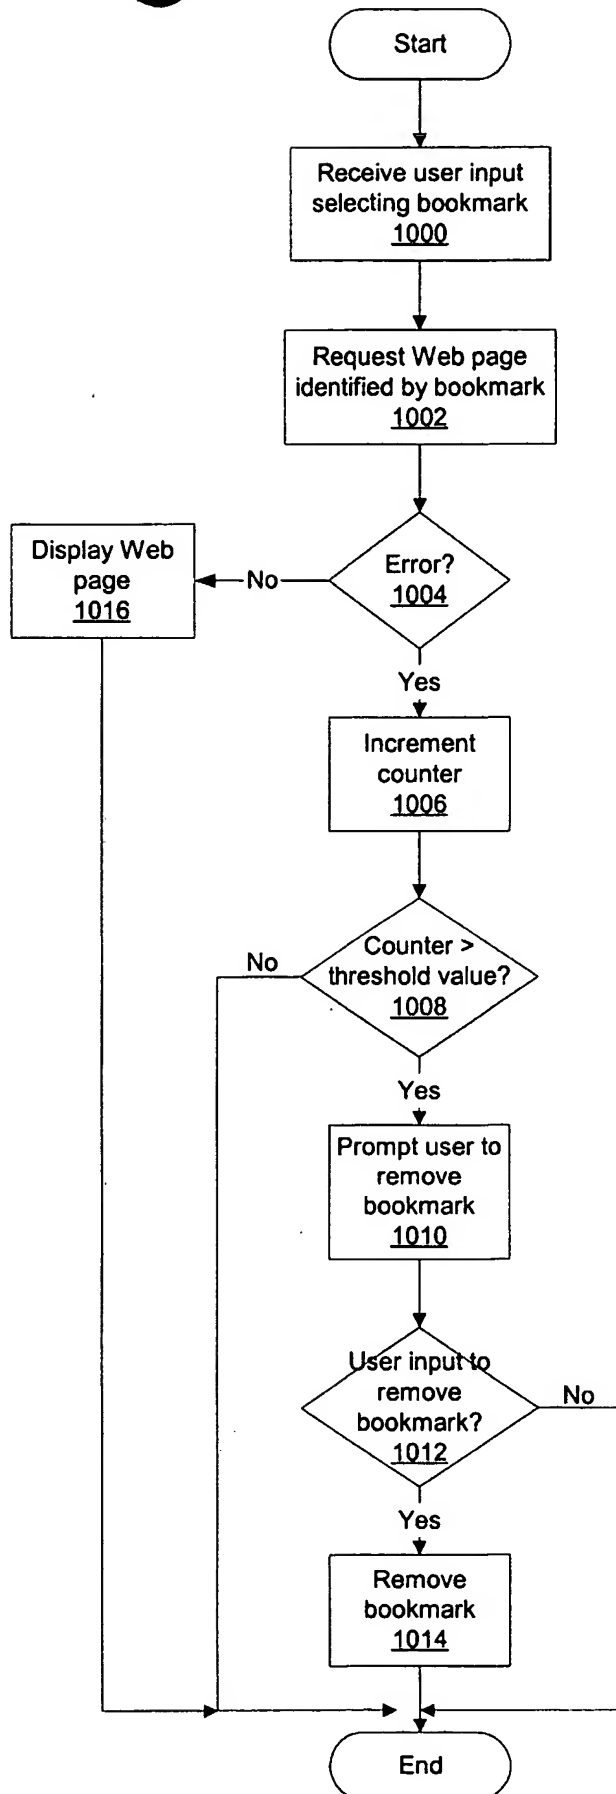 Start
Receive user input
selecting bookmark
1000
Request Web page
identified by bookmark
1002
Error?
1004
No
Display Web
page
1016
Yes
Increment
counter
1006
Counter >
threshold value?
1008
No
Yes
Prompt user to
remove
bookmark
1010
User input to
remove
bookmark?
1012
No
Yes
Remove
bookmark
1014
End